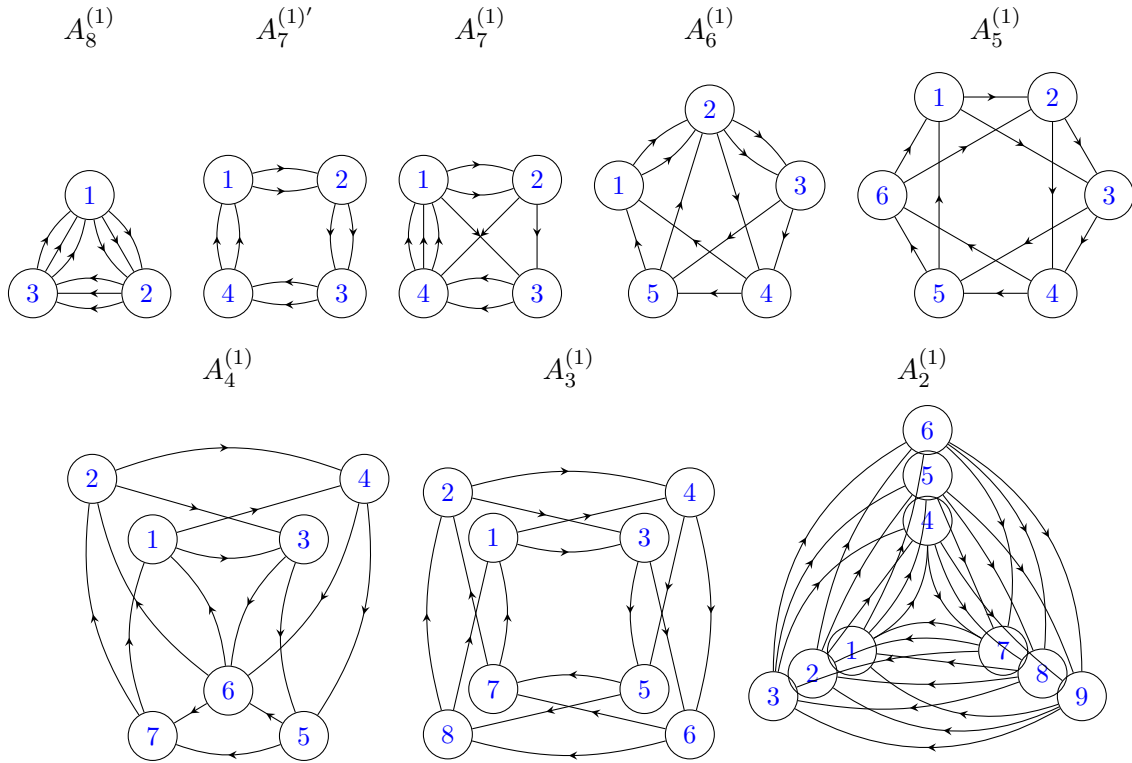 A_8^{(1)} A_7^{(1)′} A_7^{(1)} A_6^{(1)} A_5^{(1)}
1 2 3
1 2 3 4
1 2 3 4
1 2 3 4 5
1 2 3 4 5 6
A_4^{(1)} A_3^{(1)} A_2^{(1)}
2 4 1 3 6 7 5
2 4 1 3 7 5 8 6
6 5 4 1 2 3 7 8 9